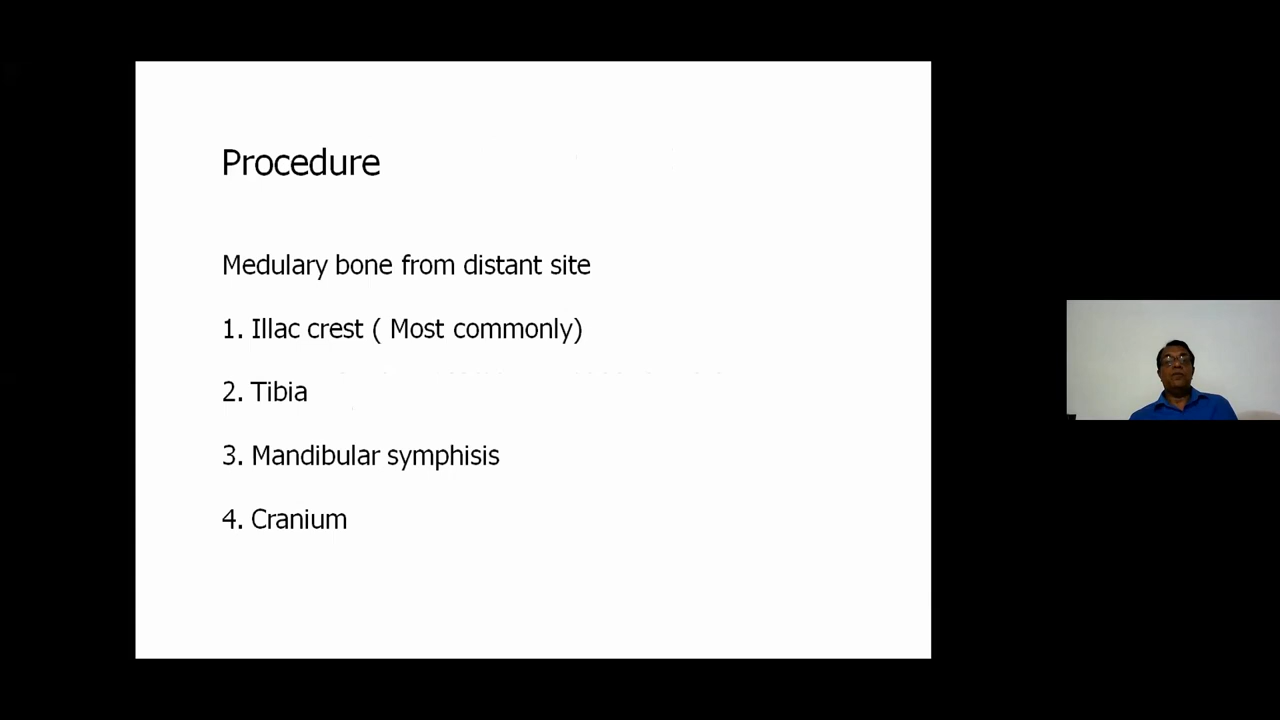 Procedure
Medulary bone from distant site
1. Illac crest ( Most commonly)
2. Tibia
3. Mandibular symphisis
4. Cranium